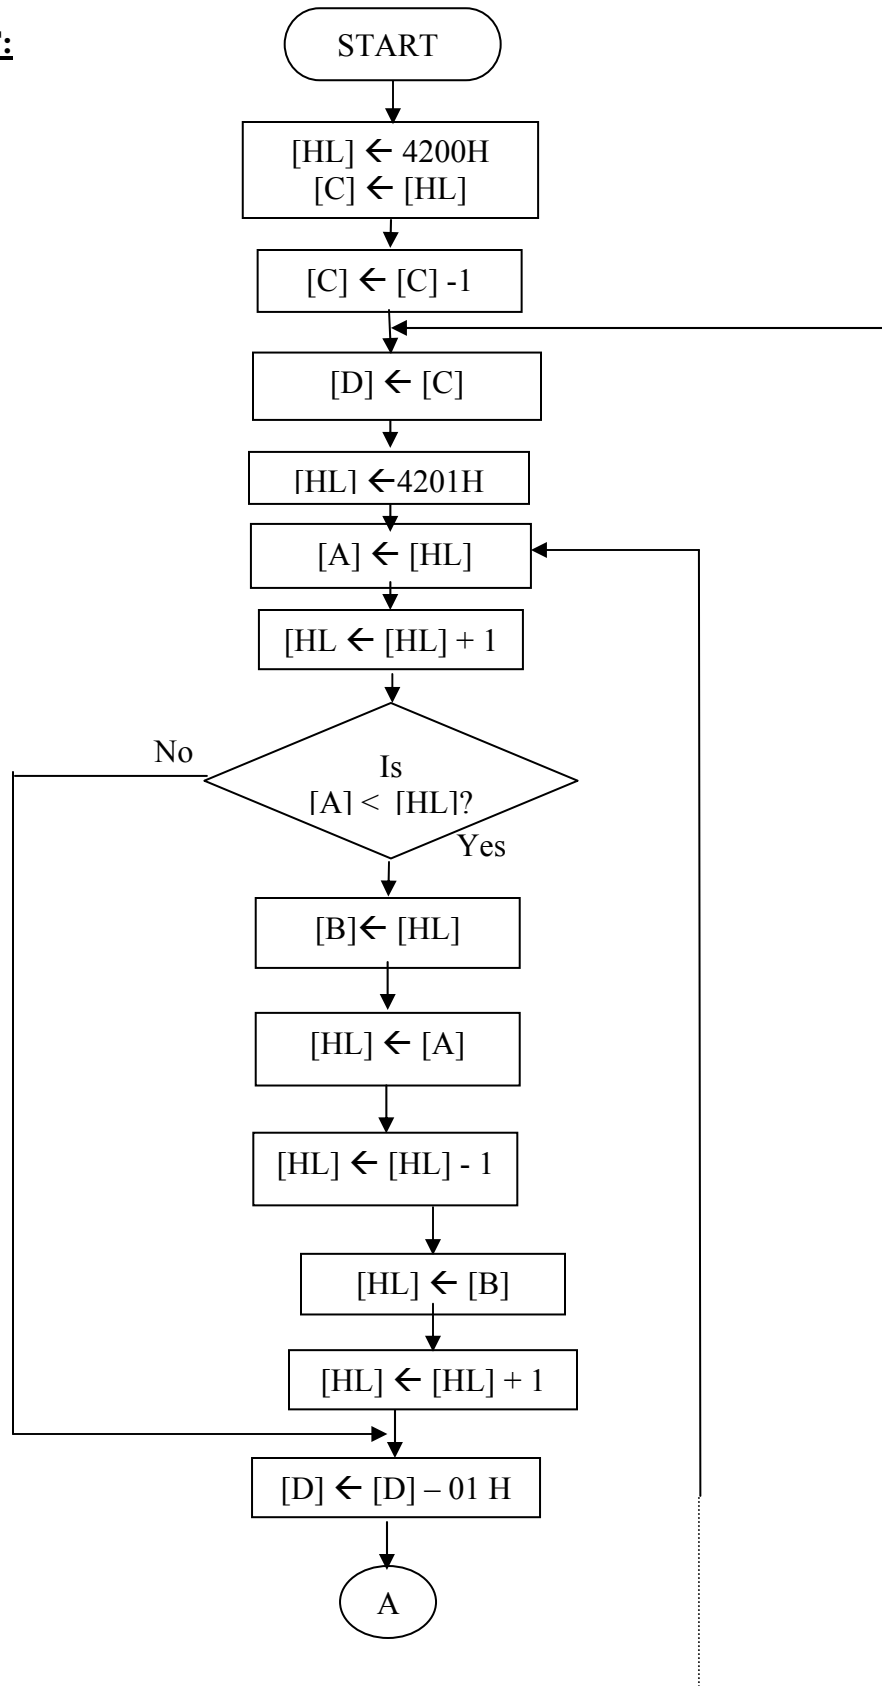 START
[HL] ← 4200H
[C] ← [HL]
[C] ← [C] -1
[D] ← [C]
[HL] ←4201H
[A] ← [HL]
[HL ← [HL] + 1
No
Is
[A] < [HL]?
Yes
[B]← [HL]
[HL] ← [A]
[HL] ← [HL] - 1
[HL] ← [B]
[HL] ← [HL] + 1
[D] ← [D] – 01 H
A